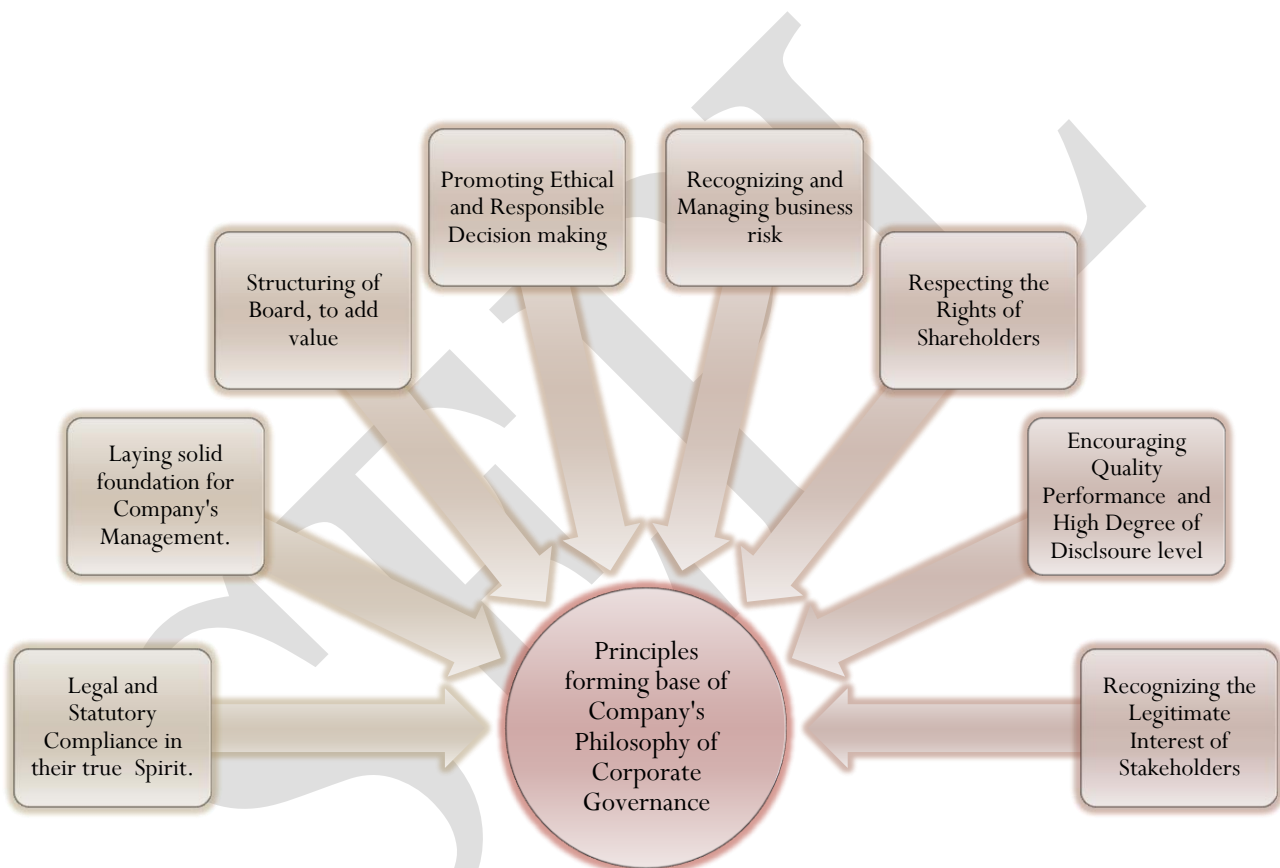 Promoting Ethical
and Responsible
Decision making
Recognizing and
Managing business
risk
Structuring of
Board, to add
value
Respecting the
Rights of
Shareholders
Laying solid
foundation for
Company's
Management.
Encouraging
Quality
Performance and
High Degree of
Disclsoure level
Legal and
Statutory
Compliance in
their true Spirit.
Principles
forming base of
Company's
Philosophy of
Corporate
Governance
Recognizing the
Legitimate
Interest of
Stakeholders